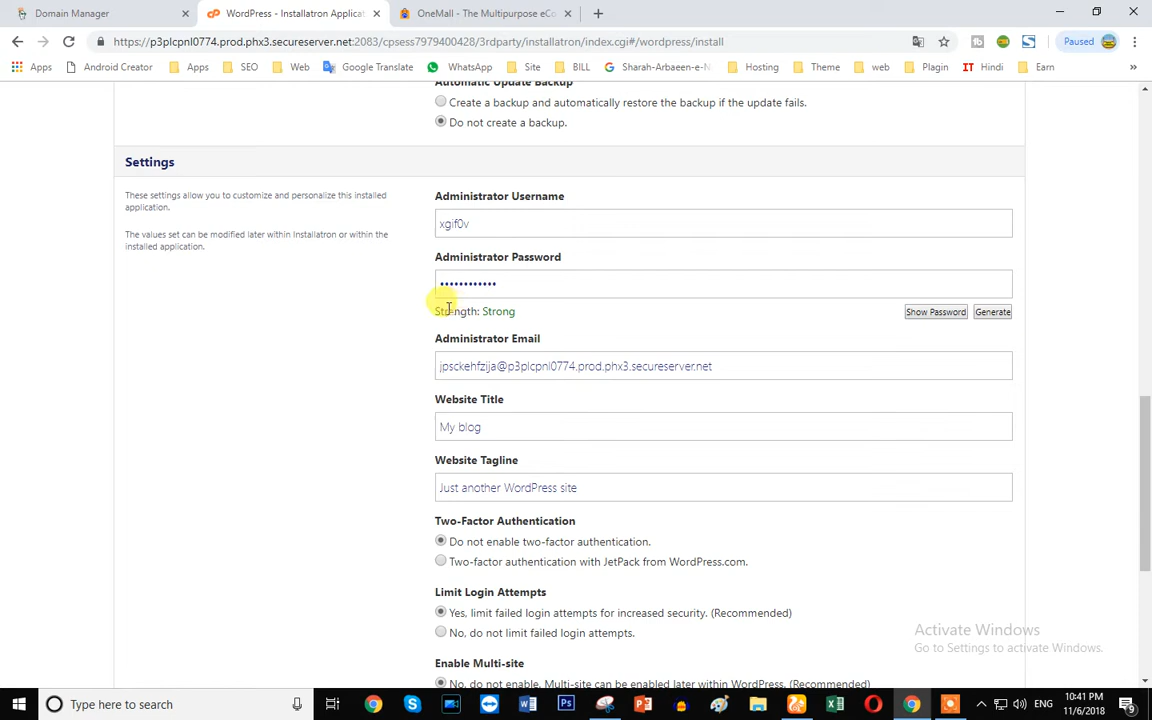 Domain Manager
WordPress - Installatron Applicat
OneMall - The Multipurpose eCo
https://p3plcpnl0774.prod.phx3.secureserver.net:2083/cpsess7979400428/3rdparty/installatron/index.cgi#/wordpress/install
Paused
Apps
Android Creator
Apps
SEO
Web
Google Translate
WhatsApp
Site
BILL
Sharah-Arbaeen-e-N
Hosting
Theme
web
Plagin
IT Hindi
Earn
Automatic Update Backup
Create a backup and automatically restore the backup if the update fails.
Do not create a backup.
Settings
These settings allow you to customize and personalize this installed
application.
The values set can be modified later within Installatron or within the
installed application.
Administrator Username
xgif0v
Administrator Password
••••••••••••
Strength: Strong
Show Password
Generate
Administrator Email
jpsckehfzija@p3plcpnl0774.prod.phx3.secureserver.net
Website Title
My blog
Website Tagline
Just another WordPress site
Two-Factor Authentication
Do not enable two-factor authentication.
Two-factor authentication with JetPack from WordPress.com.
Limit Login Attempts
Yes, limit failed login attempts for increased security. (Recommended)
No, do not limit failed login attempts.
Enable Multi-site
No, do not enable. Multi-site can be enabled later within WordPress. (Recommended)
Activate Windows
Go to Settings to activate Windows.
Type here to search
ENG
10:41 PM
11/6/2018